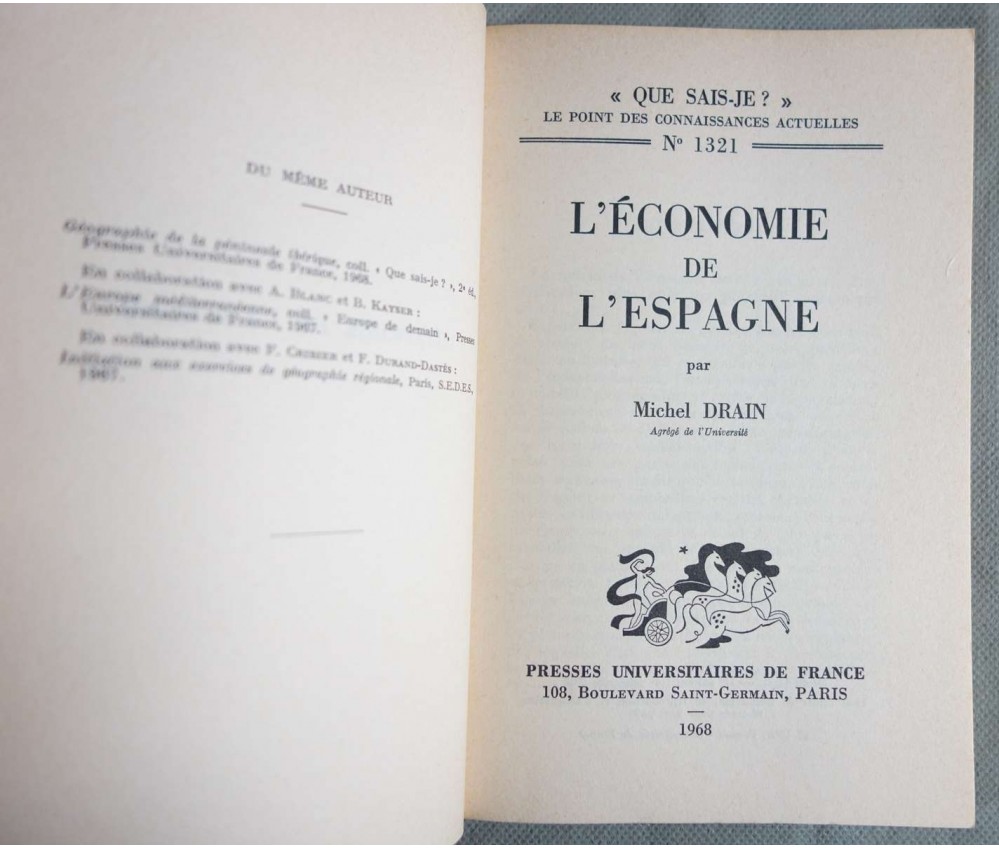 DU MÊME AUTEUR
Géographie de la péninsule ibérique, coll. « Que sais-je ? », 2e éd.,
Presses Universitaires de France, 1968.
En collaboration avec A. BLANC et B. KAYSER :
L'Europe méditerranéenne, coll. « Europe de demain », Presses
Universitaires de France, 1967.
En collaboration avec F. CRIBIER et F. DURAND-DASTÈS :
Initiation aux exercices de géographie régionale, Paris, S.E.D.E.S.,
1967.
« QUE SAIS-JE ? »
LE POINT DES CONNAISSANCES ACTUELLES
No 1321
L'ÉCONOMIE
DE
L'ESPAGNE
par
Michel DRAIN
Agrégé de l'Université
PRESSES UNIVERSITAIRES DE FRANCE
108, BOULEVARD SAINT-GERMAIN, PARIS
1968